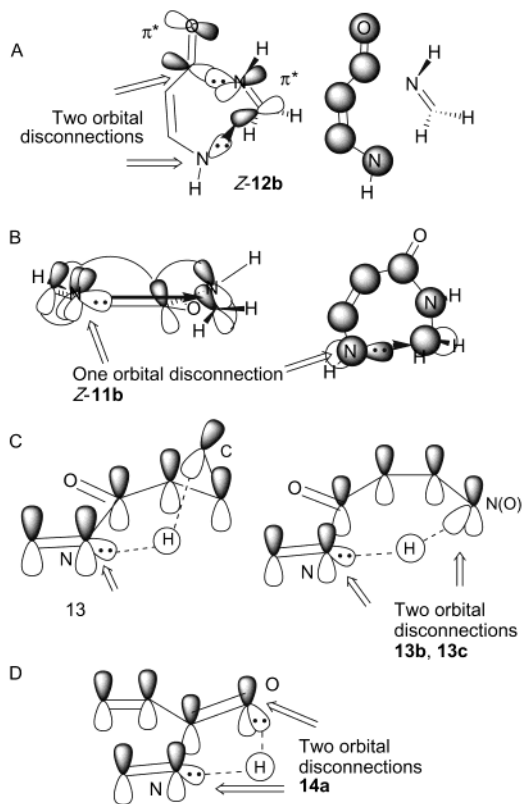 A
π*
O
H
N
π*
H
H
Two orbital
disconnections
N
H
Z-12b
O
N
H
H
H
N
H
B
H
N
N
H
O
H
H
One orbital disconnection
Z-11b
O
N
H
N
H
H
H
C
O
C
N
H
13
O
N(O)
N
H
Two orbital
disconnections
13b, 13c
D
O
N
H
Two orbital
disconnections
14a